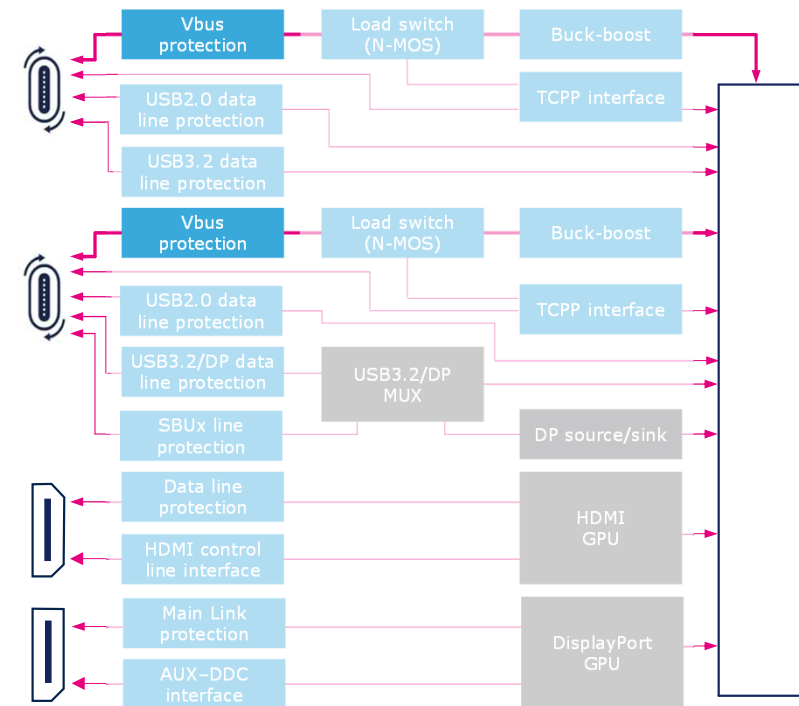 Vbus
protection
Load switch
(N-MOS)
Buck-boost
TCPP interface
USB2.0 data
line protection
USB3.2 data
line protection
Vbus
protection
Load switch
(N-MOS)
Buck-boost
TCPP interface
USB2.0 data
line protection
USB3.2/DP data
line protection
USB3.2/DP
MUX
SBUx line
protection
DP source/sink
Data line
protection
HDMI
GPU
HDMI control
line interface
Main Link
protection
DisplayPort
GPU
AUX–DDC
interface